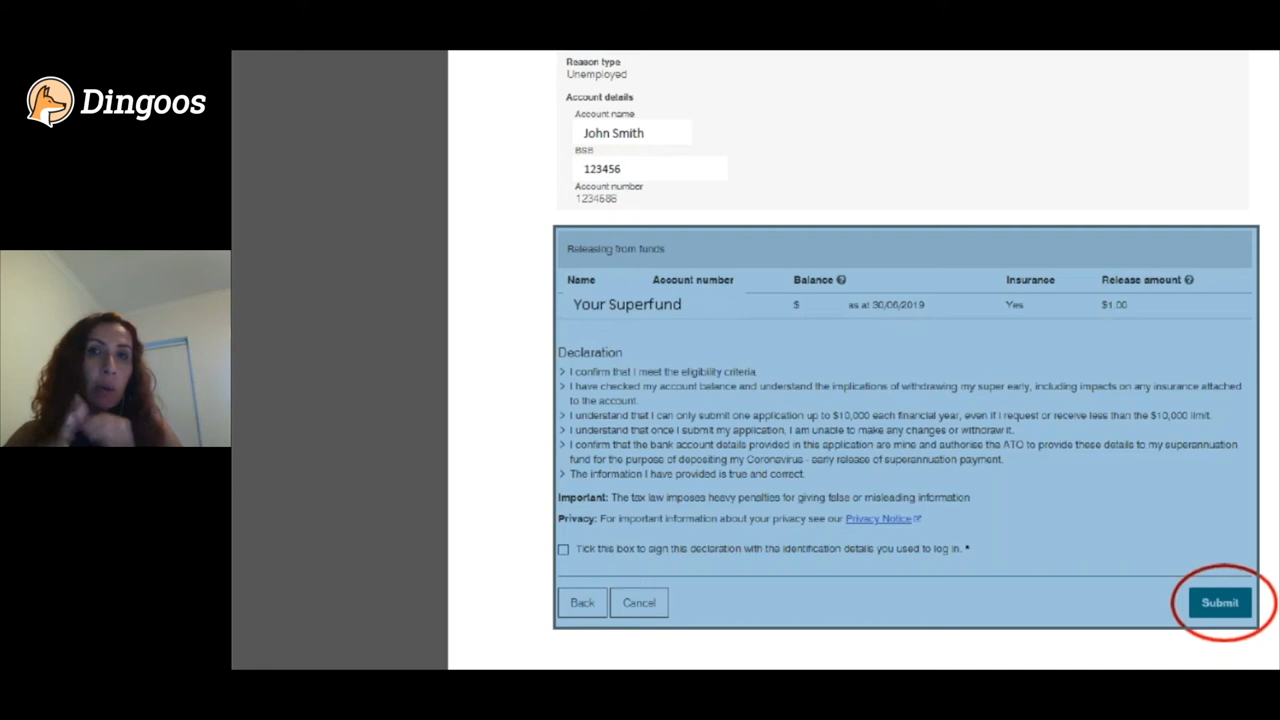 Dingoos
Reason type
Unemployed
Account details
Account name
John Smith
BSB
123456
Account number
1234568
Releasing from funds
Name Account number Balance Insurance Release amount
Your Superfund $ as at 30/06/2019 Yes $1.00
Declaration
I confirm that I meet the eligibility criteria
I have checked my account balance and understand the implications of withdrawing my super early, including impacts on any insurance attached
to the account.
I understand that I can only submit one application up to $10,000 each financial year, even if I request or receive less than the $10,000 limit.
I understand that once I submit my application, I am unable to make any changes or withdraw it.
I confirm that the bank account details provided in this application are mine and authorise the ATO to provide these details to my superannuation
fund for the purpose of depositing my Coronavirus - early release of superannuation payment.
The information I have provided is true and correct.
Important: The tax law imposes heavy penalties for giving false or misleading information
Privacy: For important information about your privacy see our Privacy Notice
Tick this box to sign this declaration with the identification details you used to log in. *
Back Cancel Submit